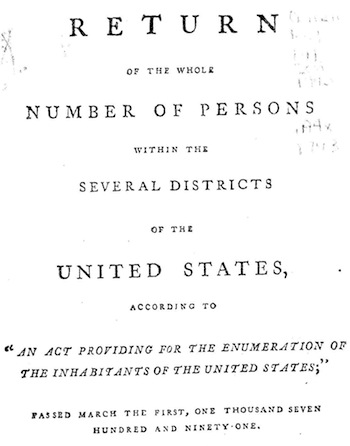 RETURN
OF THE WHOLE
NUMBER OF PERSONS
WITHIN THE
SEVERAL DISTRICTS
OF THE
UNITED STATES,
ACCORDING TO
"AN ACT PROVIDING FOR THE ENUMERATION OF
THE INHABITANTS OF THE UNITED STATES;"
PASSED MARCH THE FIRST, ONE THOUSAND SEVEN
HUNDRED AND NINETY-ONE.